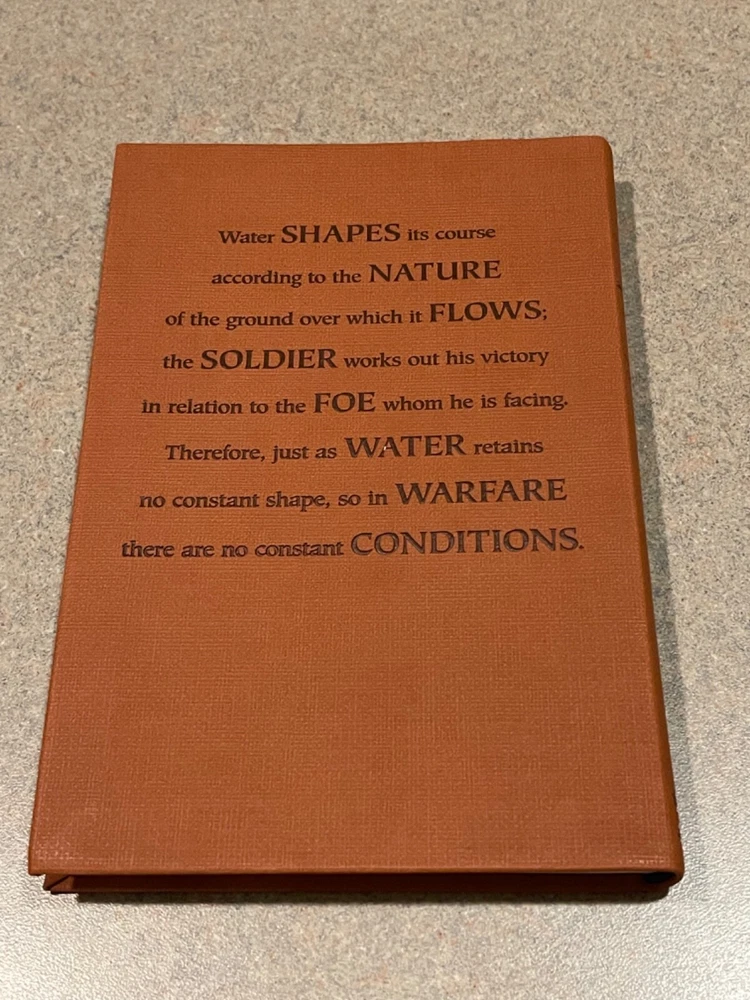 Water SHAPES its course
according to the NATURE
of the ground over which it FLOWS;
the SOLDIER works out his victory
in relation to the FOE whom he is facing.
Therefore, just as WATER retains
no constant shape, so in WARFARE
there are no constant CONDITIONS.